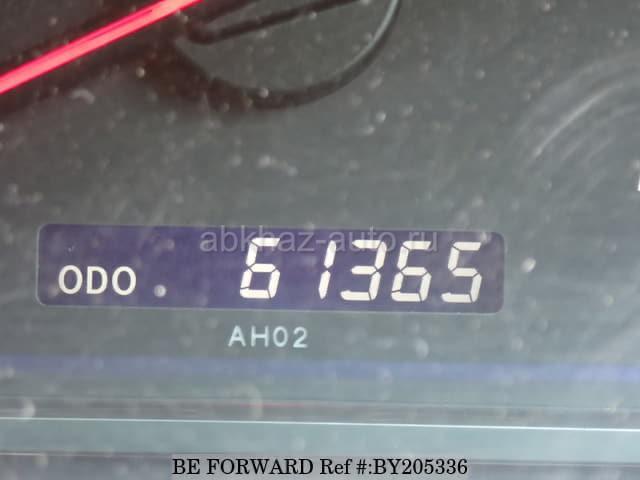 abkhaz-auto.ru
ODO 61365
AH02
BE FORWARD Ref #:BY205336